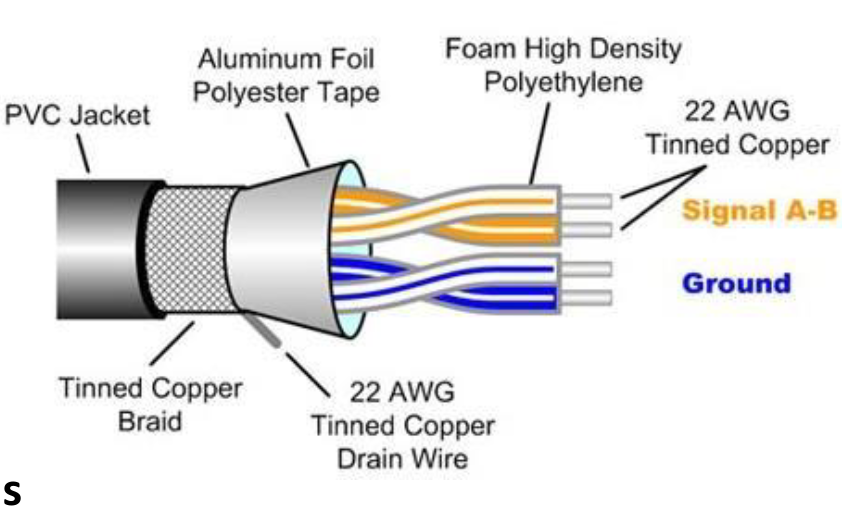 Aluminum Foil
Polyester Tape
Foam High Density
Polyethylene
PVC Jacket
22 AWG
Tinned Copper
Signal A-B
Ground
Tinned Copper
Braid
22 AWG
Tinned Copper
Drain Wire
s